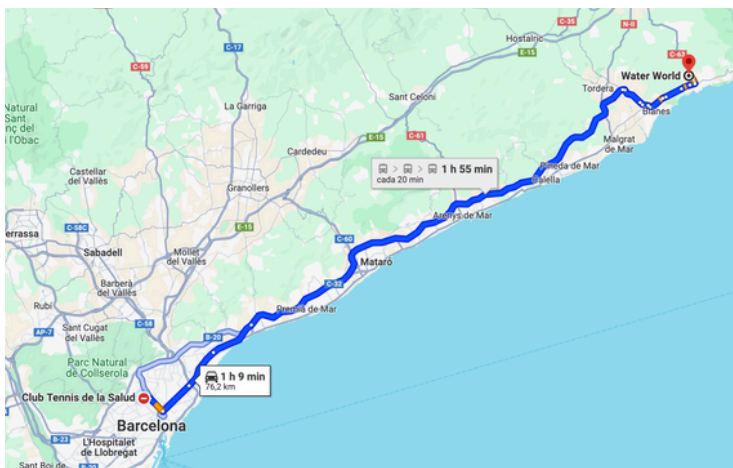 C-35
N-II
Hostalric
E-15
C-17
C-63
C-59
Water World
Tordera
Sant Celoni
Blanes
La Garriga
Natural
Sant
l'Obac
E-15
C-61
Malgrat
de Mar
Cardedeu
1 h 55 min
cada 20 min
Pineda de Mar
Calella
Castellar
del Vallès
Granollers
Arenys de Mar
C-58C
E-15
C-60
Sabadell
Mollet
del Vallès
Mataró
Barberà
del Vallès
C-32
Rubí
Premià de Mar
AP-7
Sant Cugat
del Vallès
C-58
B-20
Parc Natural
de Collserola
1 h 9 min
76,2 km
Club Tennis de la Salud
Barcelona
B-23
L'Hospitalet
de Llobregat
Sant Boi de